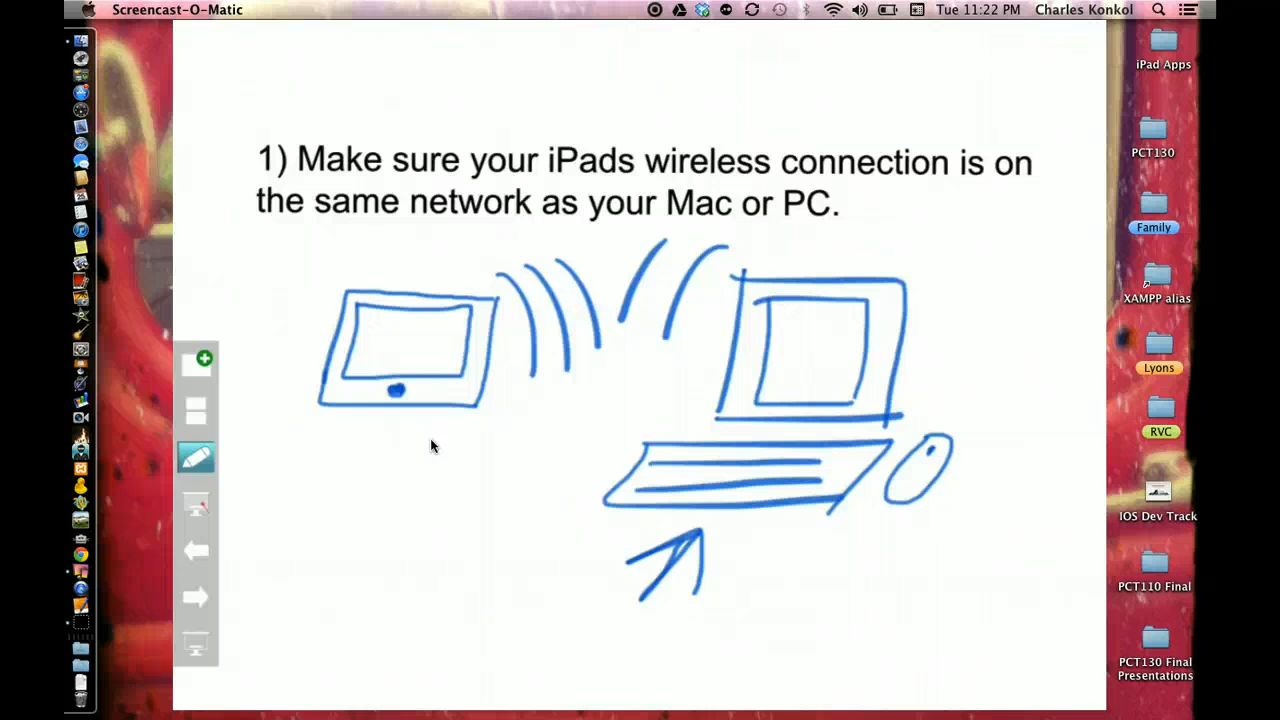 Screencast-O-Matic
Tue 11:22 PM
Charles Konkol
iPad Apps
PCT130
Family
XAMPP alias
Lyons
RVC
IOS Dev Track
PCT110 Final
PCT130 Final
Presentations
1) Make sure your iPads wireless connection is on
the same network as your Mac or PC.